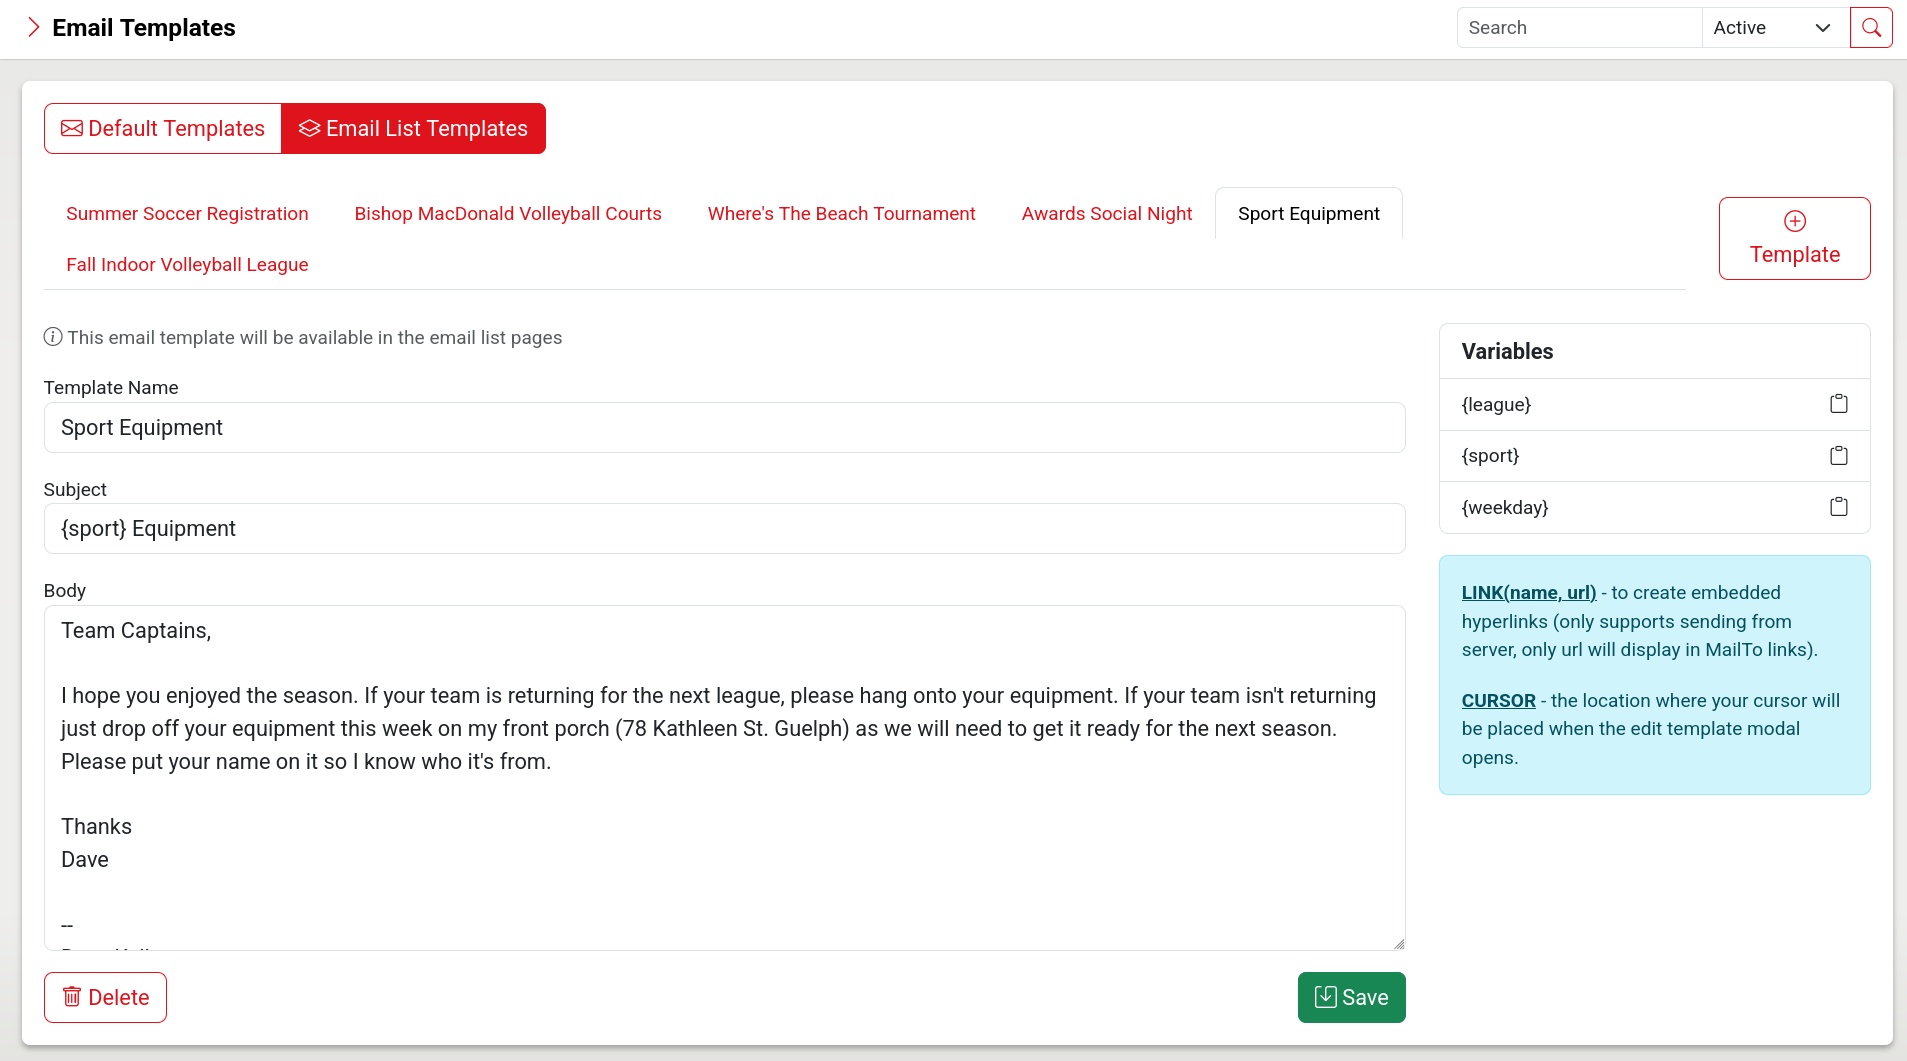 Email Templates
Search
Active
Default Templates
Email List Templates
Summer Soccer Registration
Bishop MacDonald Volleyball Courts
Where's The Beach Tournament
Awards Social Night
Sport Equipment
Fall Indoor Volleyball League
Template
This email template will be available in the email list pages
Template Name
Sport Equipment
Subject
{sport} Equipment
Body
Team Captains,
I hope you enjoyed the season. If your team is returning for the next league, please hang onto your equipment. If your team isn't returning
just drop off your equipment this week on my front porch (78 Kathleen St. Guelph) as we will need to get it ready for the next season.
Please put your name on it so I know who it's from.
Thanks
Dave
--
Delete
Save
Variables
{league}
{sport}
{weekday}
LINK(name, url) - to create embedded
hyperlinks (only supports sending from
server, only url will display in MailTo links).
CURSOR - the location where your cursor will
be placed when the edit template modal
opens.